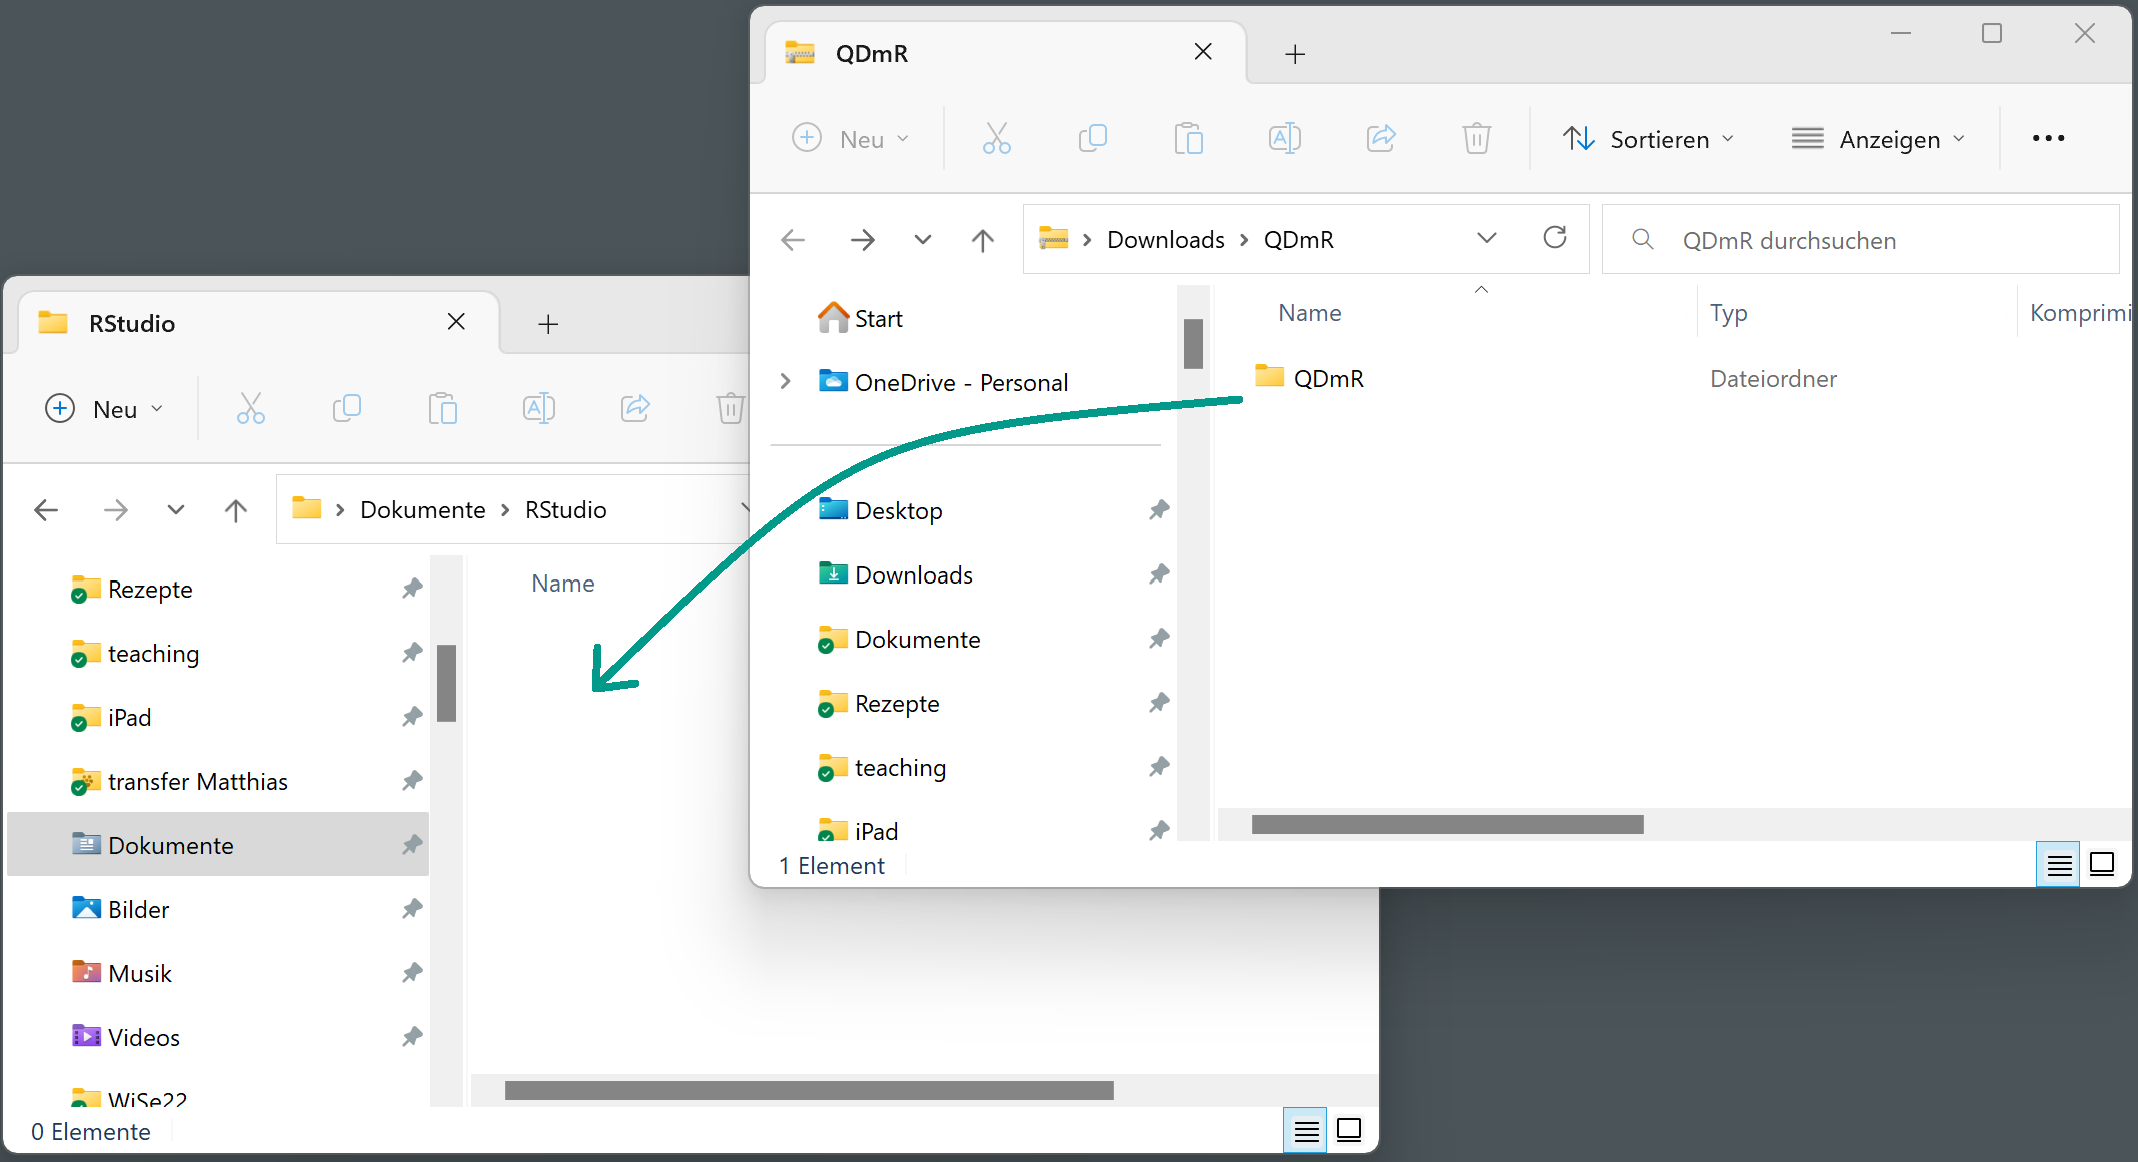 QDmR
Neu
Sortieren
Anzeigen
Downloads
QDmR
QDmR durchsuchen
Start
OneDrive - Personal
Desktop
Downloads
Dokumente
Rezepte
teaching
iPad
Name
Typ
Komprimi
QDmR
Dateiordner
1 Element
RStudio
Neu
Dokumente
RStudio
Rezepte
teaching
iPad
transfer Matthias
Dokumente
Bilder
Musik
Videos
WiSe22
Name
0 Elemente